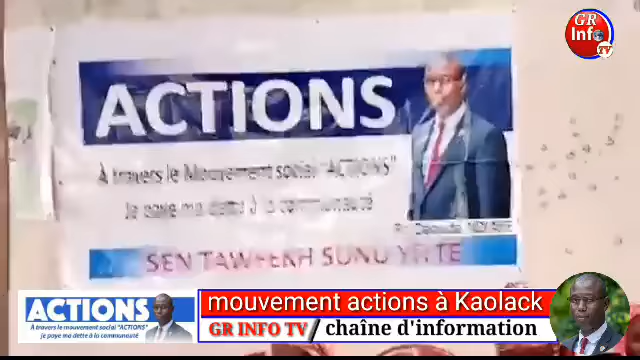 GR
Info
TV
ACTIONS
À travers le Mouvement social "ACTIONS"
Je paye ma dette à la communauté
SEN TAWFEKH SUNU YITE
ACTIONS
À travers le mouvement social "ACTIONS"
je paye ma dette à la communauté
mouvement actions à Kaolack
GR INFO TV / chaîne d'information